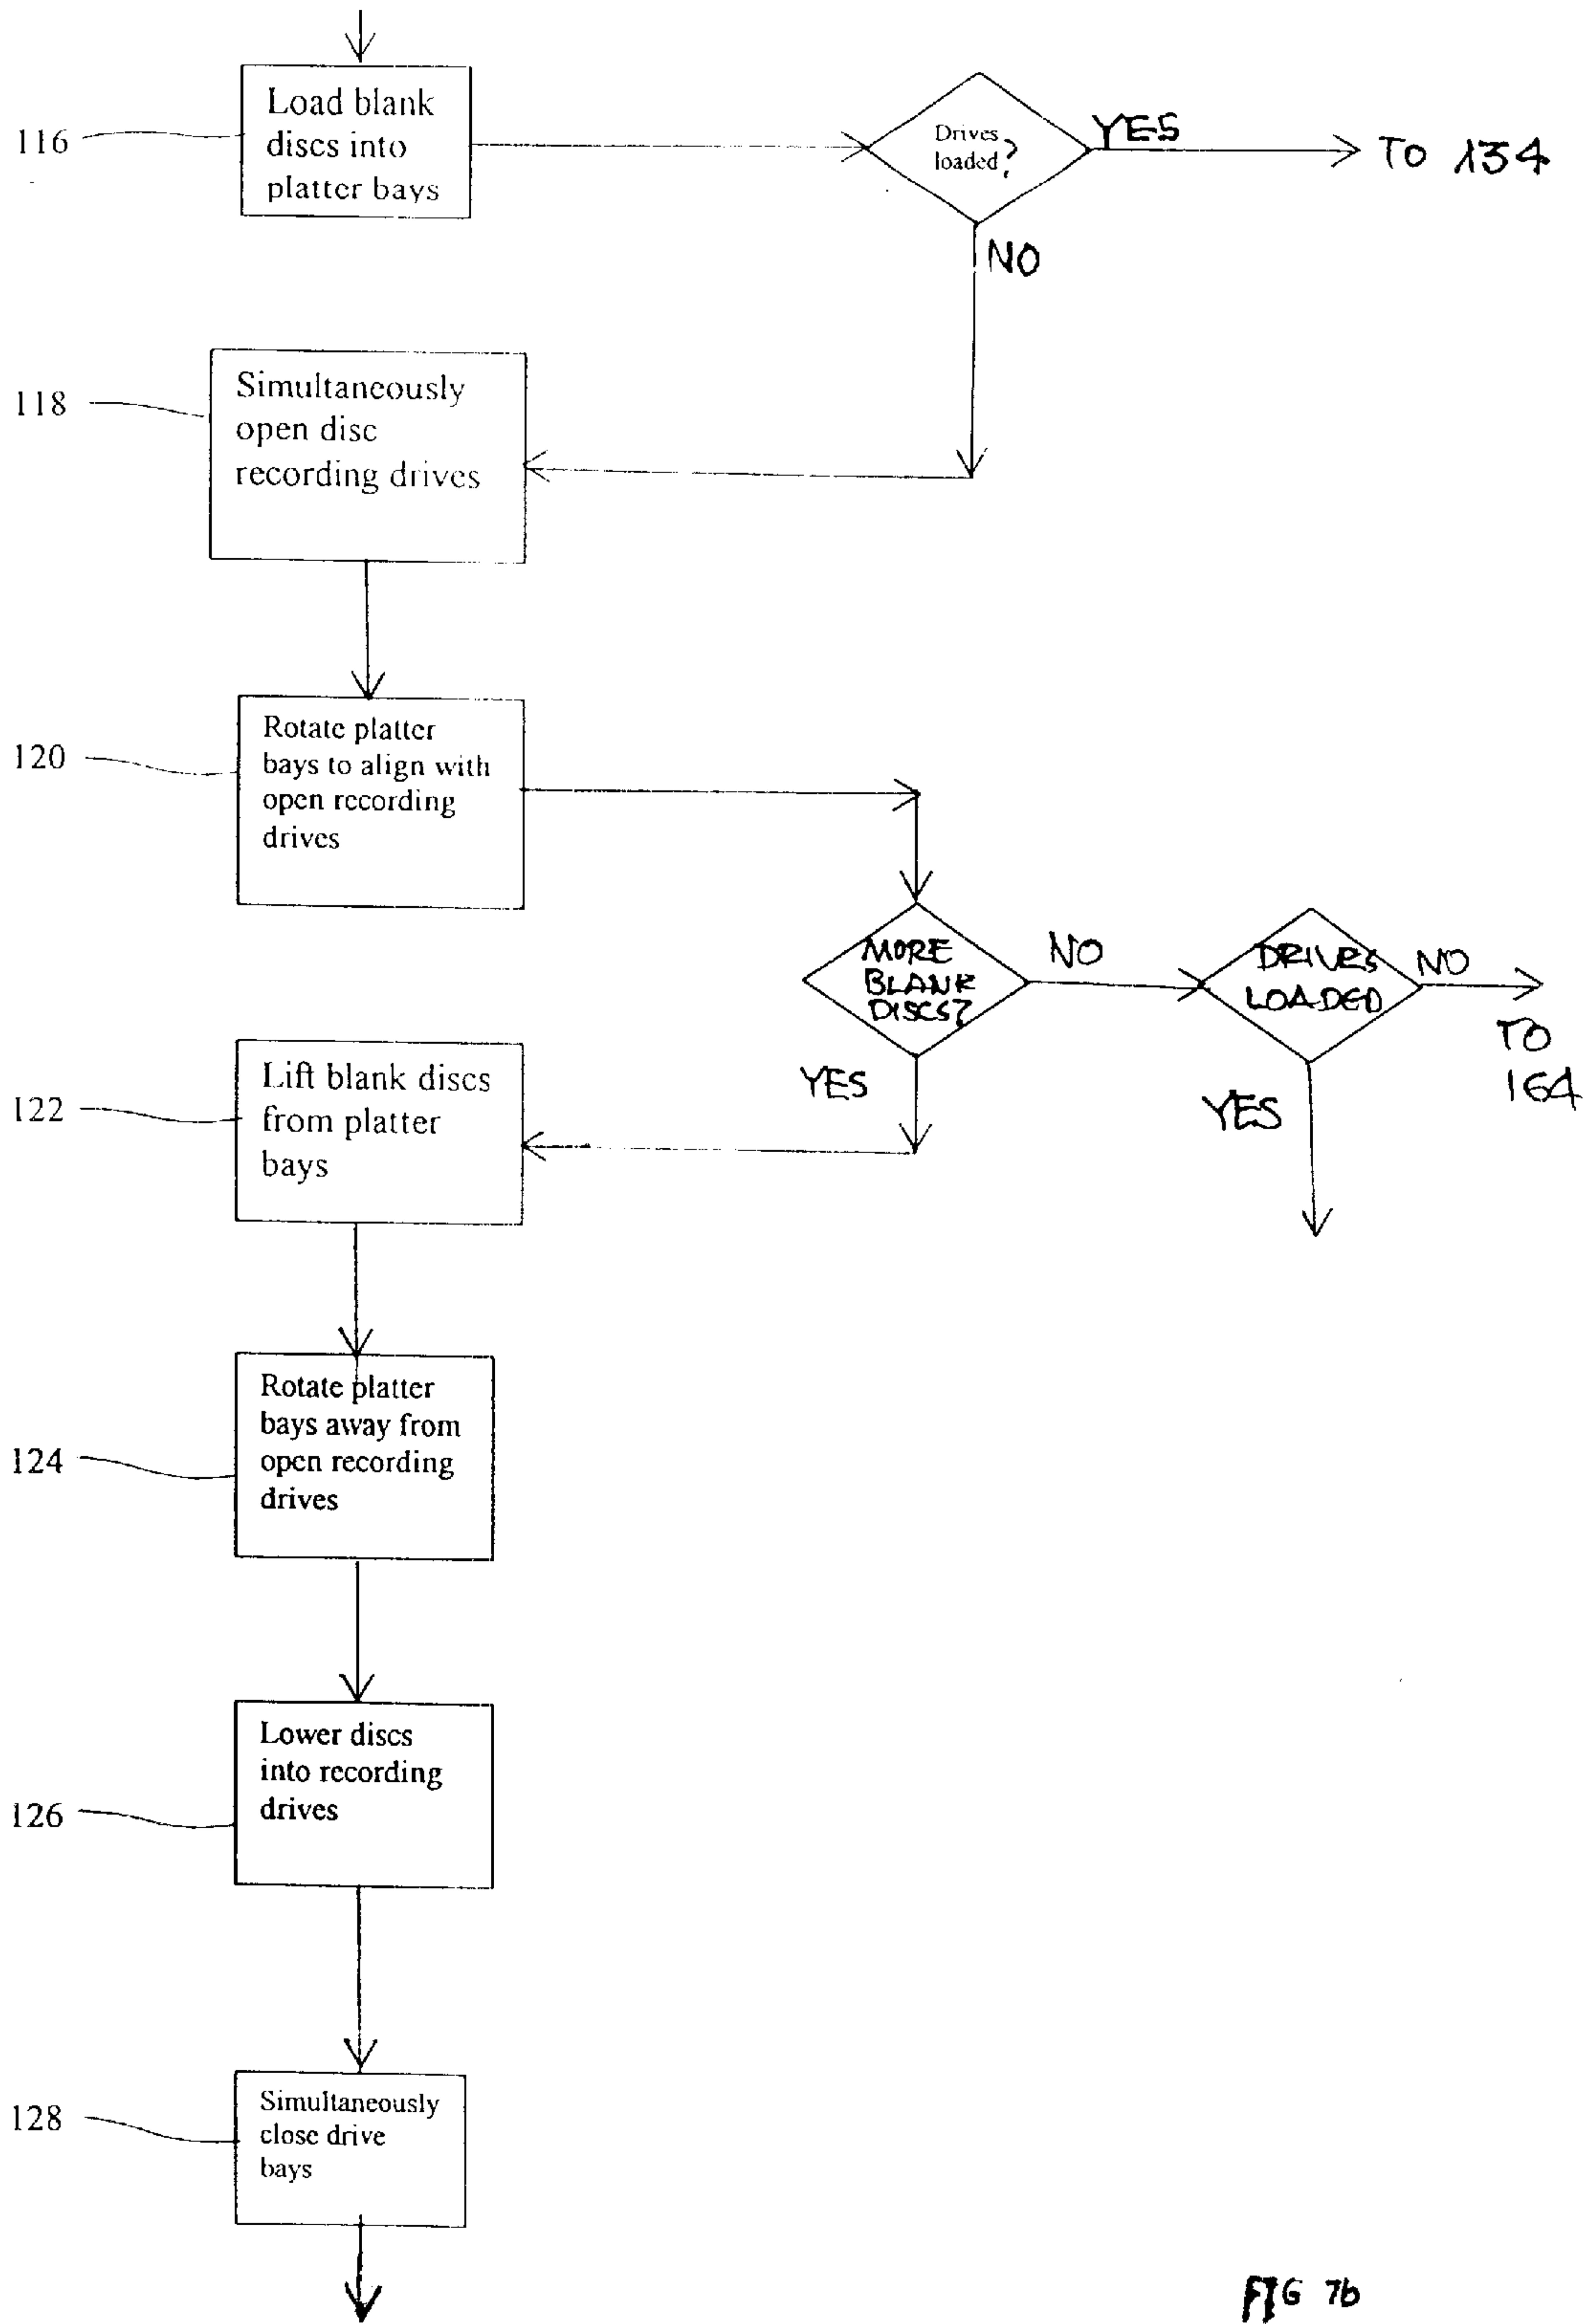 116
Load blank
discs into
platter bays
Drives
loaded?
YES
TO 134
NO
118
Simultaneously
open disc
recording drives
120
Rotate platter
bays to align with
open recording
drives
MORE
BLANK
DISCS?
NO
DRIVES
LOADED
NO
TO
164
YES
YES
122
Lift blank discs
from platter
bays
124
Rotate platter
bays away from
open recording
drives
126
Lower discs
into recording
drives
128
Simultaneously
close drive
bays
FIG 7b